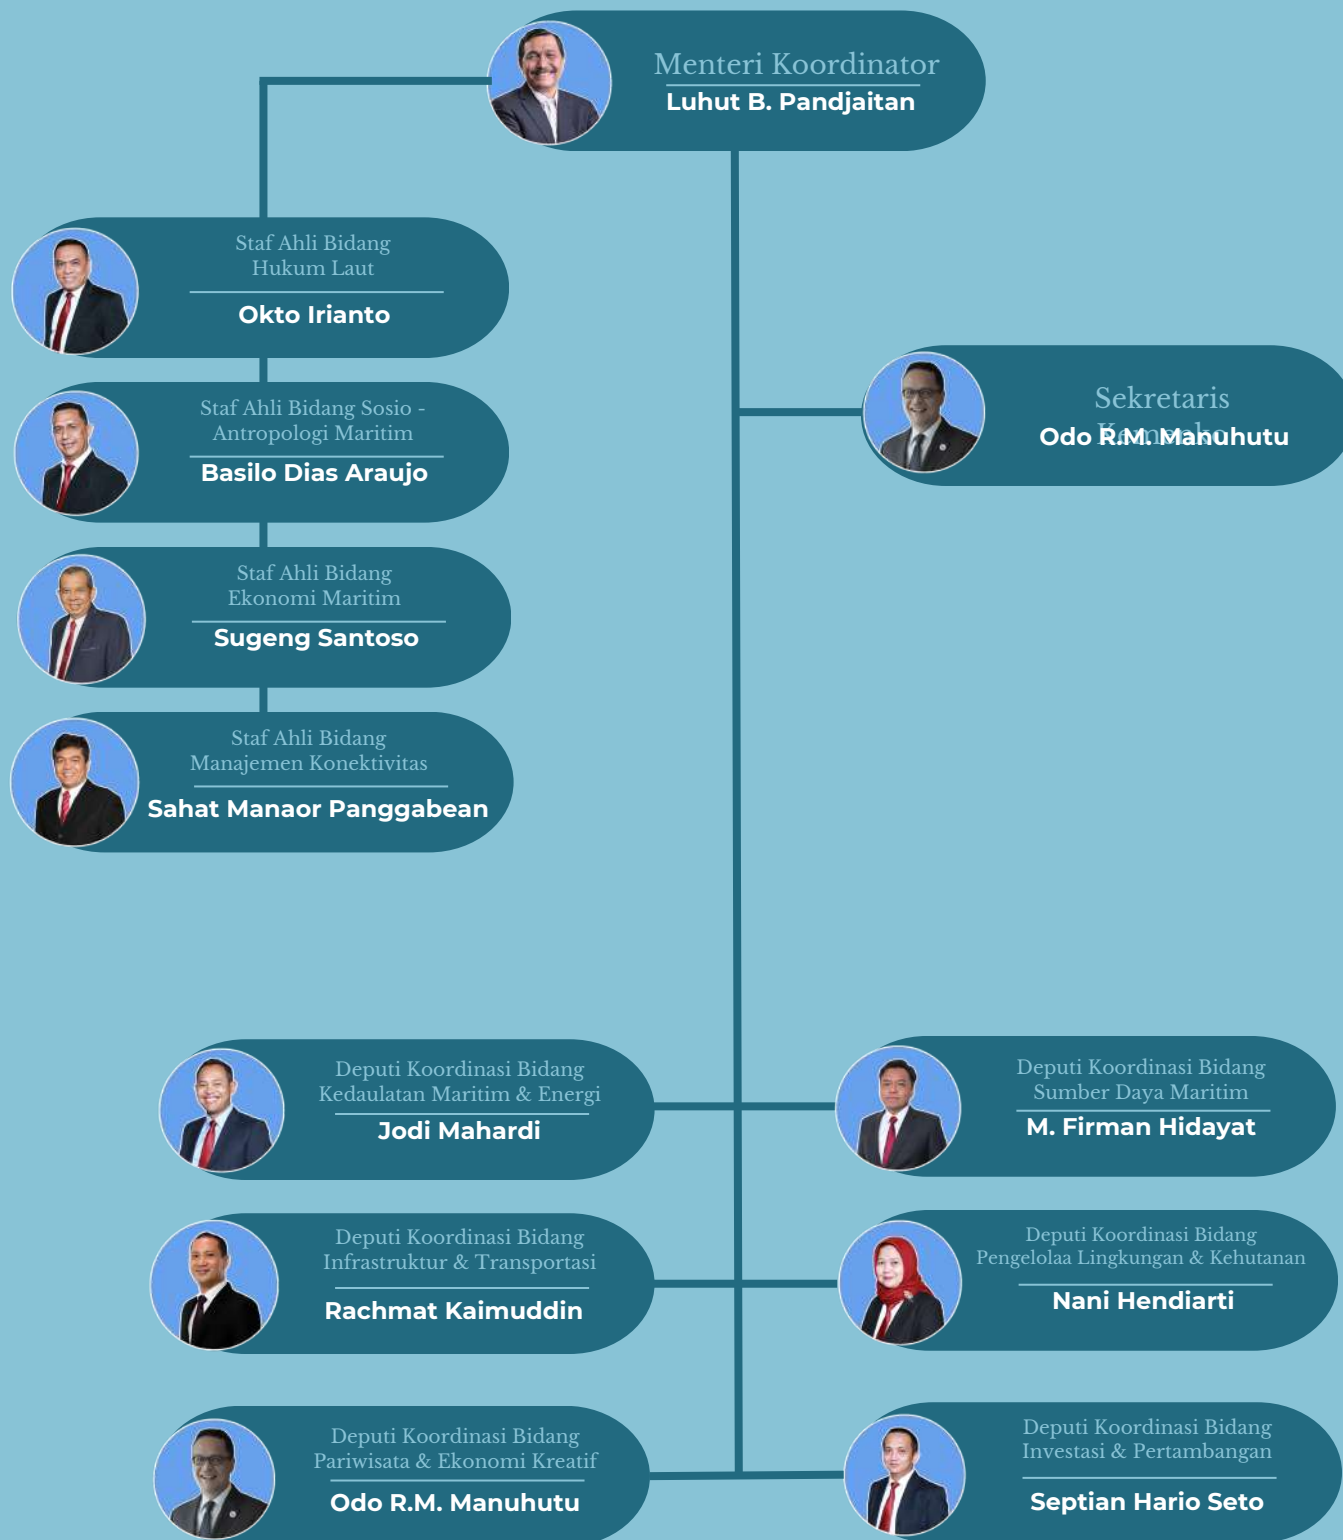 Menteri Koordinator
Luhut B. Pandjaitan
Staf Ahli Bidang
Hukum Laut
Okto Irianto
Staf Ahli Bidang Sosio -
Antropologi Maritim
Basilo Dias Araujo
Staf Ahli Bidang
Ekonomi Maritim
Sugeng Santoso
Staf Ahli Bidang
Manajemen Konektivitas
Sahat Manaor Panggabean
Sekretaris
Kemenko
Odo R.M. Manuhutu
Deputi Koordinasi Bidang
Kedaulatan Maritim & Energi
Jodi Mahardi
Deputi Koordinasi Bidang
Sumber Daya Maritim
M. Firman Hidayat
Deputi Koordinasi Bidang
Infrastruktur & Transportasi
Rachmat Kaimuddin
Deputi Koordinasi Bidang
Pengelolaa Lingkungan & Kehutanan
Nani Hendiarti
Deputi Koordinasi Bidang
Pariwisata & Ekonomi Kreatif
Odo R.M. Manuhutu
Deputi Koordinasi Bidang
Investasi & Pertambangan
Septian Hario Seto